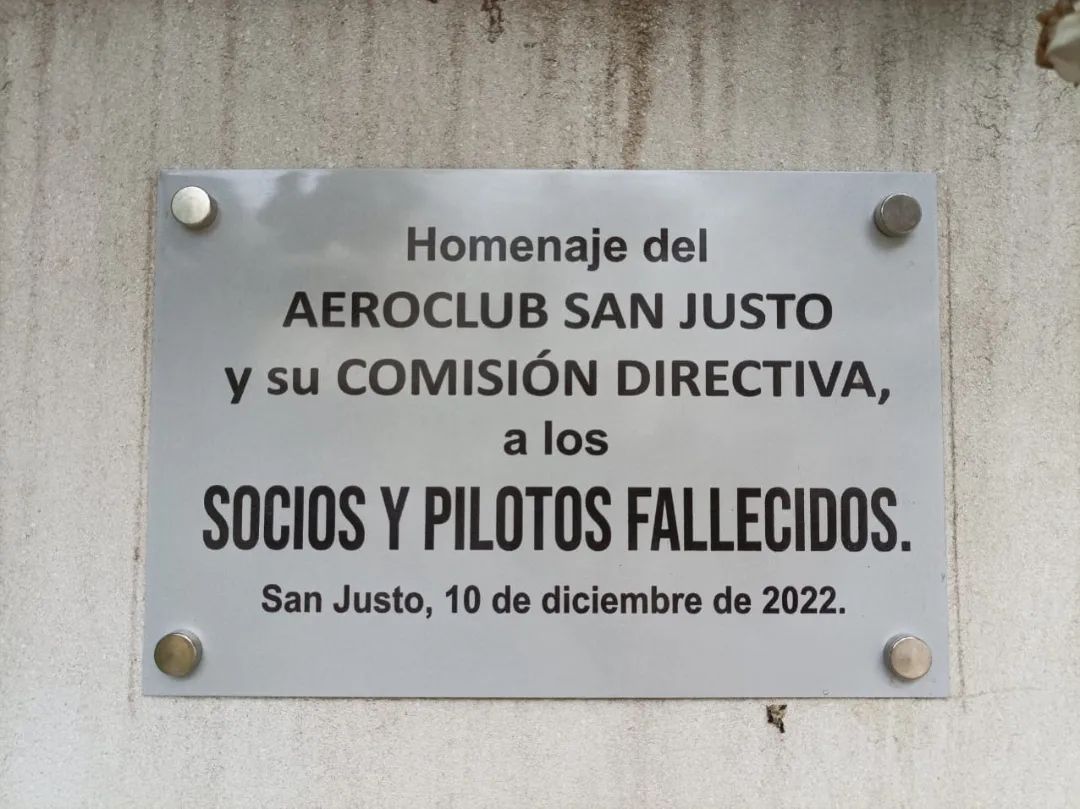 Homenaje del
AEROCLUB SAN JUSTO
y su COMISIÓN DIRECTIVA,
a los
SOCIOS Y PILOTOS FALLECIDOS.
San Justo, 10 de diciembre de 2022.